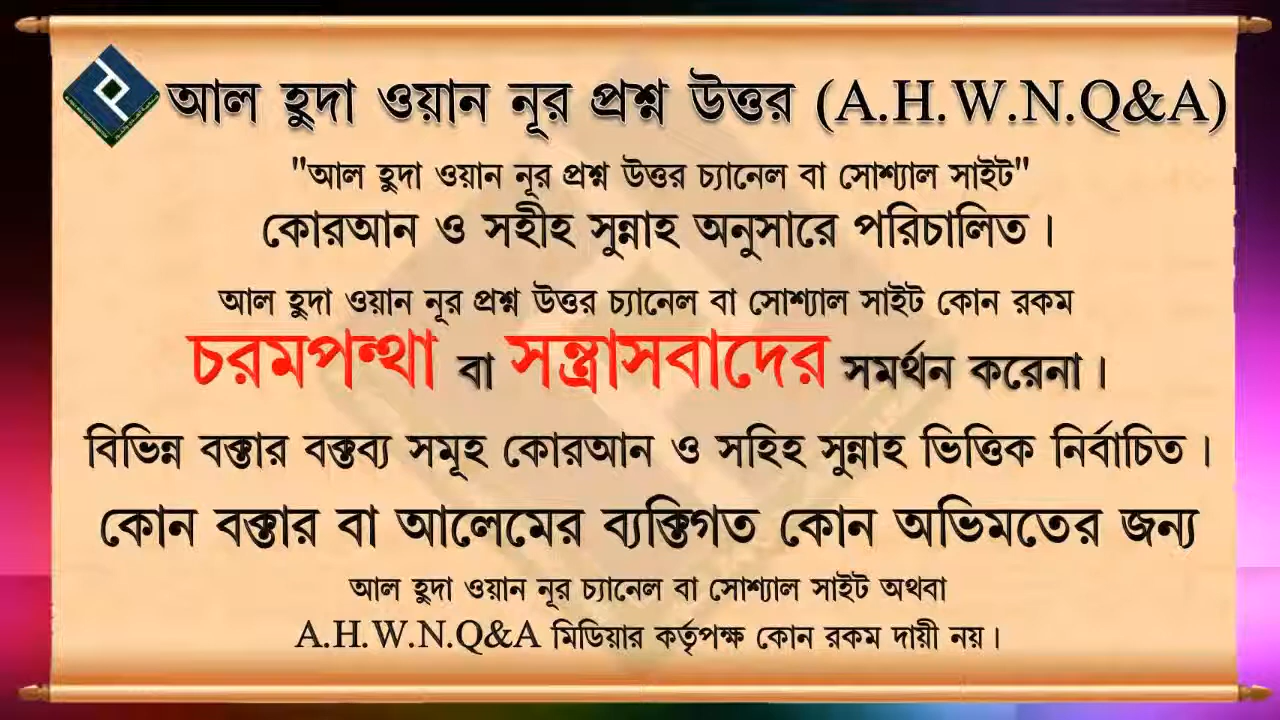 আল হুদা ওয়ান নূর প্রশ্ন উত্তর (A.H.W.N.Q&A)
"আল হুদা ওয়ান নূর প্রশ্ন উত্তর চ্যানেল বা সোশ্যাল সাইট"
কোরআন ও সহীহ সুন্নাহ অনুসারে পরিচালিত।
আল হুদা ওয়ান নূর প্রশ্ন উত্তর চ্যানেল বা সোশ্যাল সাইট কোন রকম
চরমপন্থা বা সন্ত্রাসবাদের সমর্থন করেনা।
বিভিন্ন বক্তার বক্তব্য সমূহ কোরআন ও সহিহ সুন্নাহ ভিত্তিক নির্বাচিত।
কোন বক্তার বা আলেমের ব্যক্তিগত কোন অভিমতের জন্য
আল হুদা ওয়ান নূর চ্যানেল বা সোশ্যাল সাইট অথবা
A.H.W.N.Q&A মিডিয়ার কর্তৃপক্ষ কোন রকম দায়ী নয়।